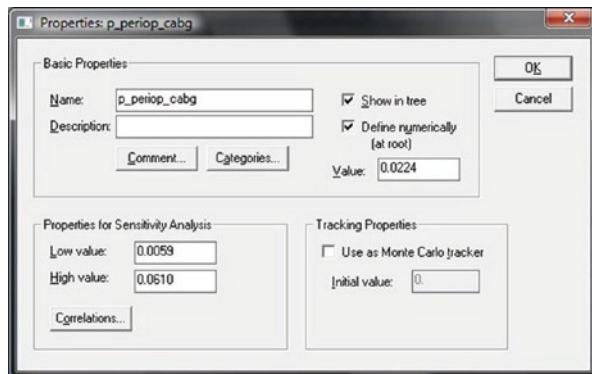 Properties: p_periop_cabg
Basic Properties
Name: p_periop_cabg
Description:
Comment... Categories...
Show in tree
Define numerically
(at root)
Value: 0.0224
OK
Cancel
Properties for Sensitivity Analysis
Low value: 0.0059
High value: 0.0610
Correlations...
Tracking Properties
Use as Monte Carlo tracker
Initial value: 0.